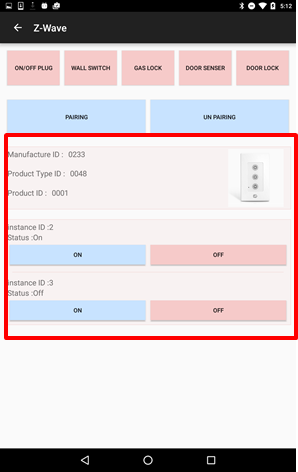 5:12
Z-Wave
ON/OFF PLUG WALL SWITCH GAS LOCK DOOR SENSER DOOR LOCK
PAIRING UN PAIRING
Manufacture ID : 0233
Product Type ID : 0048
Product ID : 0001
instance ID :2
Status :On
ON OFF
instance ID :3
Status :Off
ON OFF